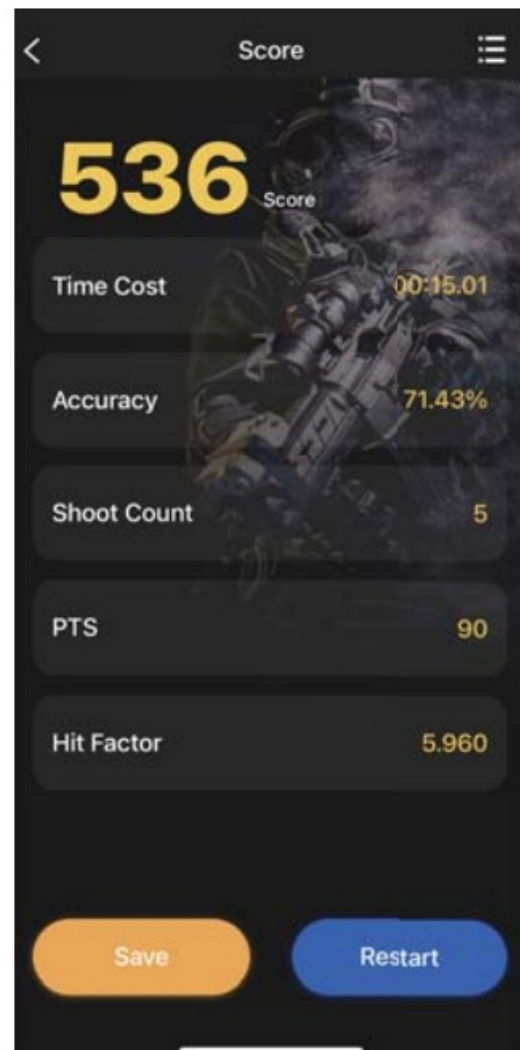 Score
536 Score
Time Cost 00:15.01
Accuracy 71.43%
Shoot Count 5
PTS 90
Hit Factor 5.960
Save Restart